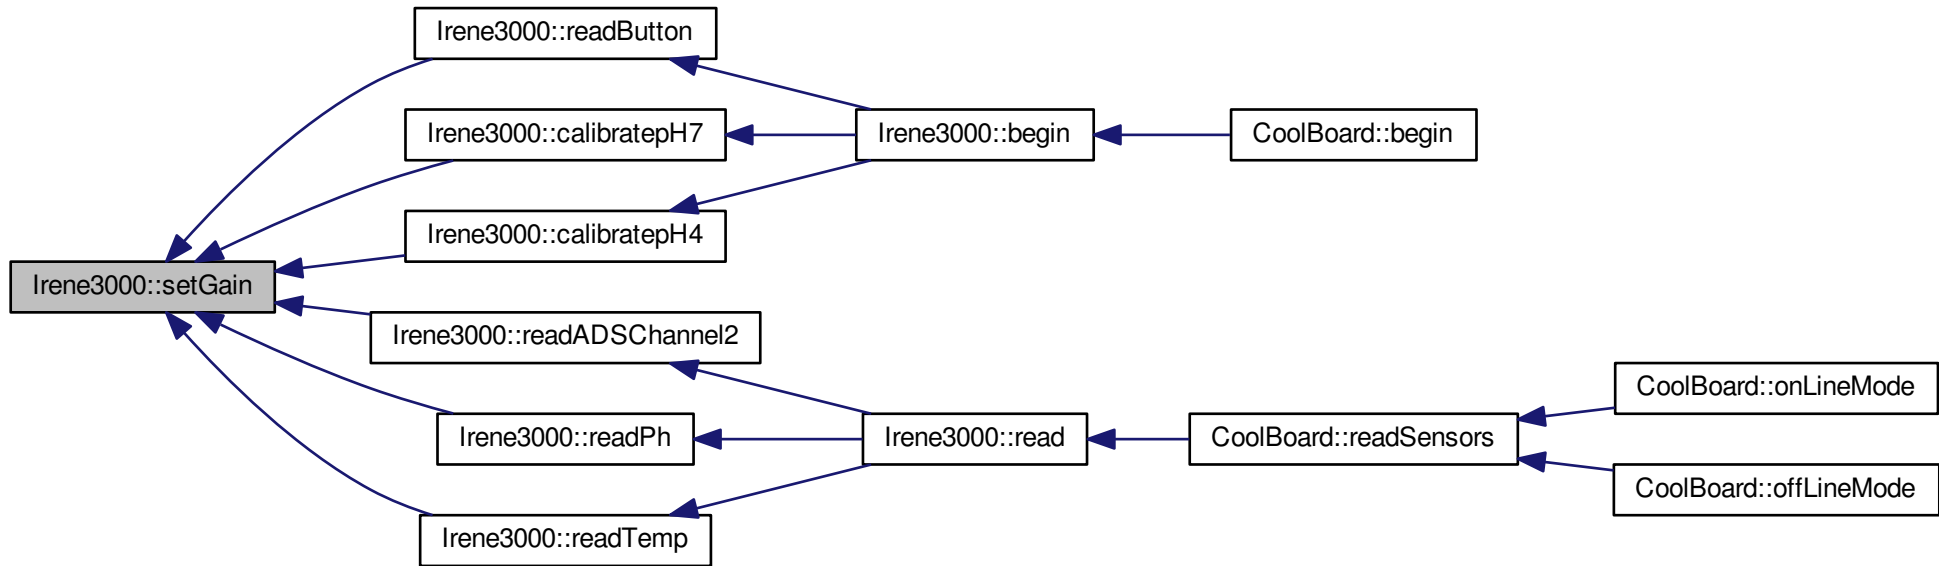 Irene3000::readButton
Irene3000::calibratepH7
Irene3000::begin
CoolBoard::begin
Irene3000::calibratepH4
Irene3000::setGain
Irene3000::readADSChannel2
CoolBoard::onLineMode
Irene3000::readPh
Irene3000::read
CoolBoard::readSensors
CoolBoard::offLineMode
Irene3000::readTemp